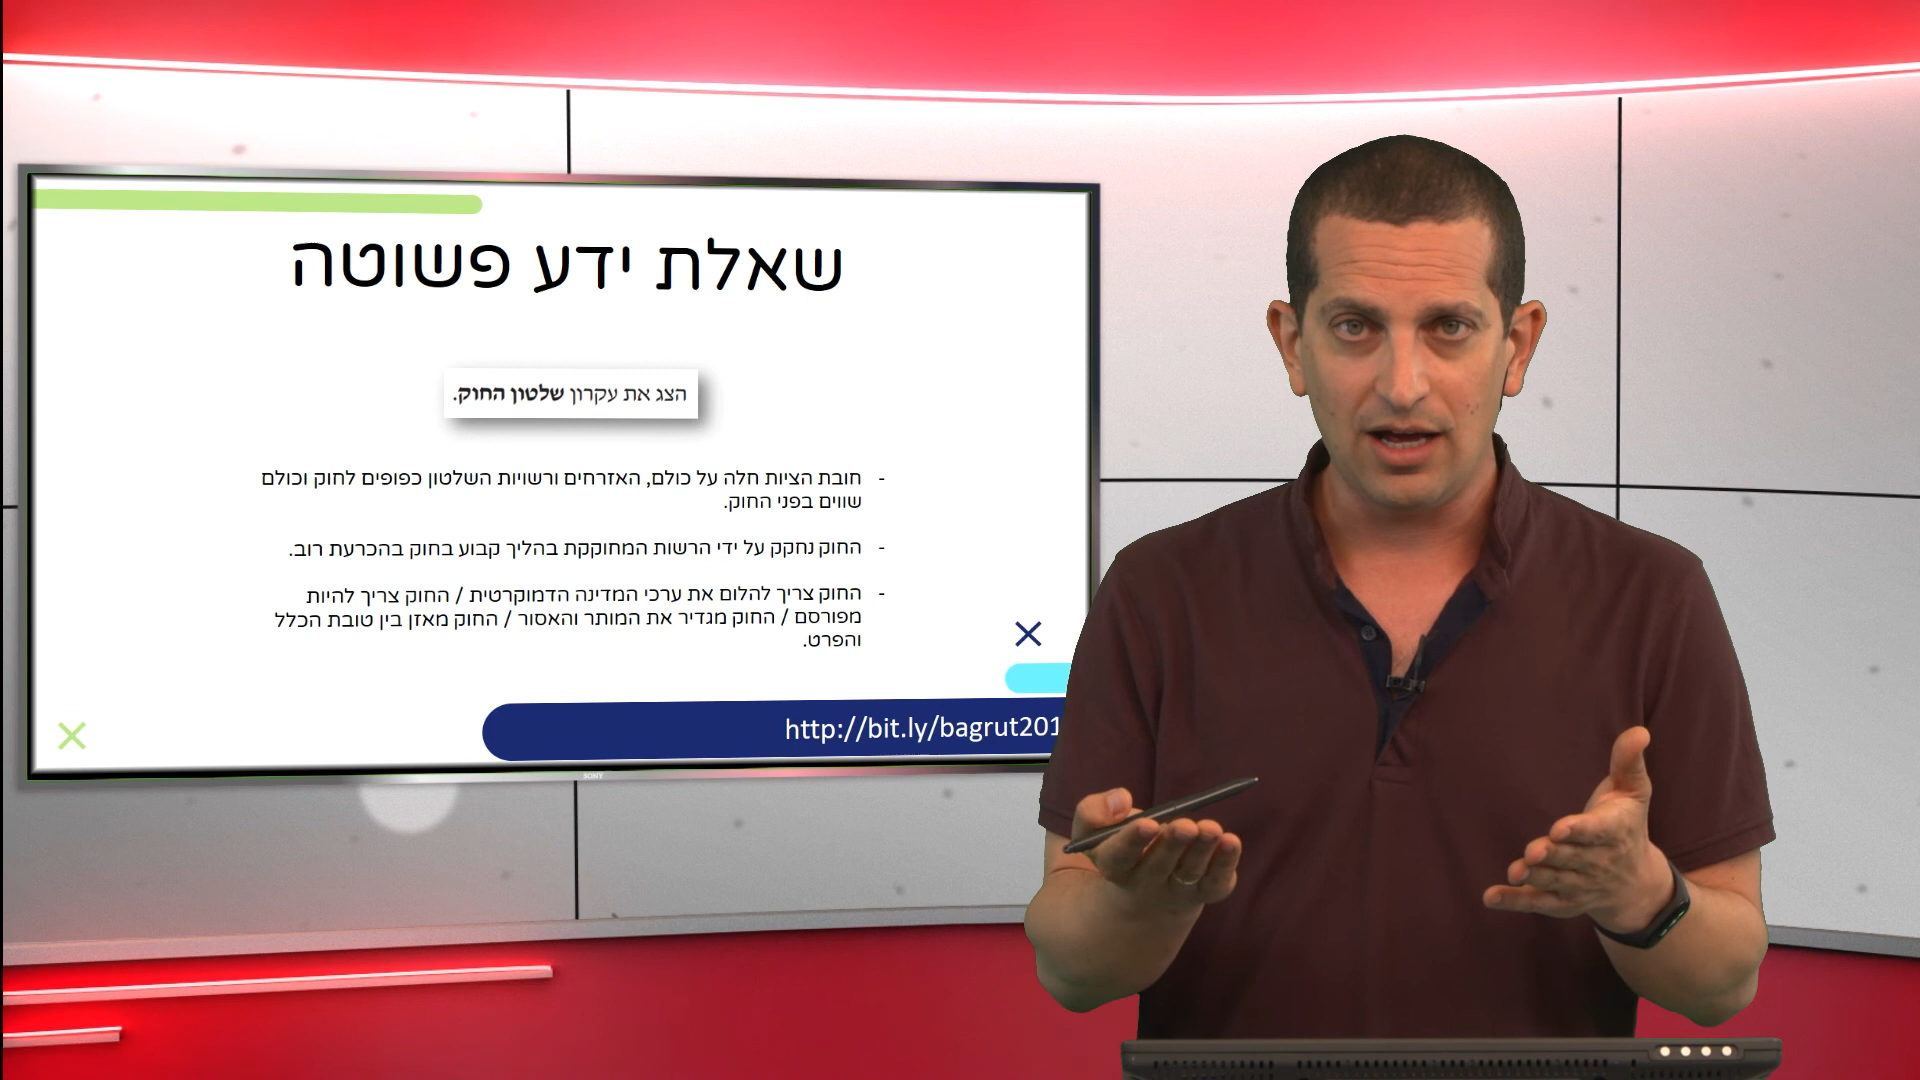 שאלת ידע פשוטה
הצג את עקרון שלטון החוק.
- חובת הציות חלה על כולם, האזרחים ורשויות השלטון כפופים לחוק וכולם
שווים בפני החוק.
- החוק נחקק על ידי הרשות המחוקקת בהליך קבוע בחוק בהכרעת רוב.
- החוק צריך להלום את ערכי המדינה הדמוקרטית / החוק צריך להיות
מפורסם / החוק מגדיר את המותר והאסור / החוק מאזן בין טובת הכלל
והפרט.
http://bit.ly/bagrut201
SONY